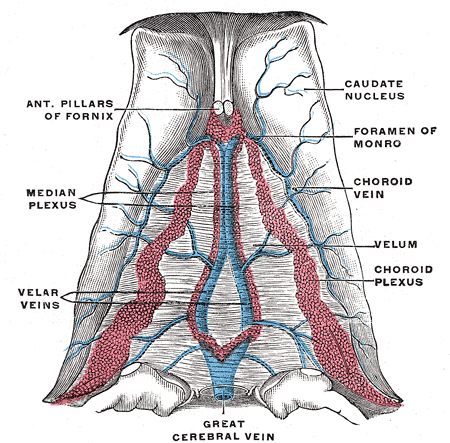 CAUDATE
NUCLEUS
ANT. PILLARS
OF FORNIX
FORAMEN OF
MONRO
MEDIAN
PLEXUS
CHOROID
VEIN
VELUM
CHOROID
PLEXUS
VELAR
VEINS
GREAT
CEREBRAL VEIN